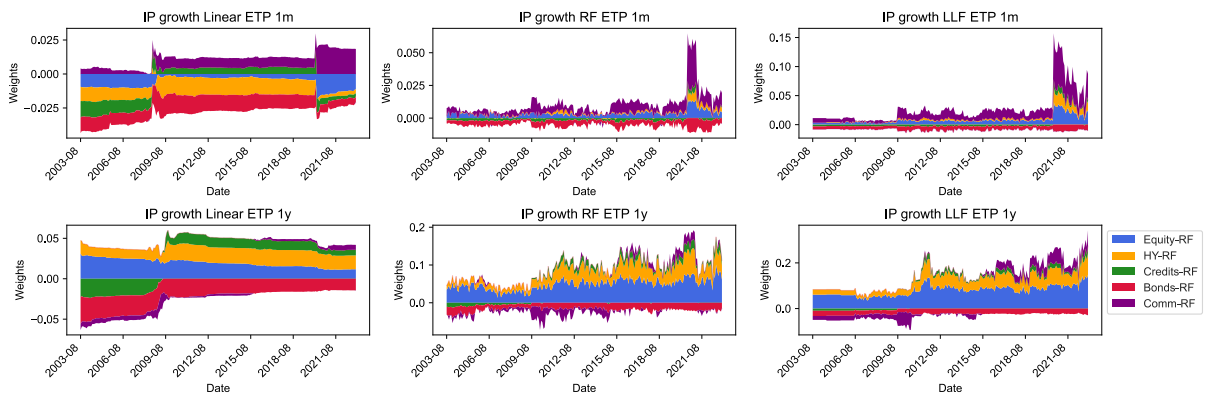 IP growth Linear ETP 1m
Weights
0.025
0.000
−0.025
2003-08
2006-08
2009-08
2012-08
2015-08
2018-08
2021-08
Date
IP growth RF ETP 1m
Weights
0.050
0.025
0.000
2003-08
2006-08
2009-08
2012-08
2015-08
2018-08
2021-08
Date
IP growth LLF ETP 1m
Weights
0.15
0.10
0.05
0.00
2003-08
2006-08
2009-08
2012-08
2015-08
2018-08
2021-08
Date
IP growth Linear ETP 1y
Weights
0.05
0.00
−0.05
2003-08
2006-08
2009-08
2012-08
2015-08
2018-08
2021-08
Date
IP growth RF ETP 1y
Weights
0.2
0.1
0.0
2003-08
2006-08
2009-08
2012-08
2015-08
2018-08
2021-08
Date
IP growth LLF ETP 1y
Weights
0.2
0.0
2003-08
2006-08
2009-08
2012-08
2015-08
2018-08
2021-08
Date
Equity-RF
HY-RF
Credits-RF
Bonds-RF
Comm-RF